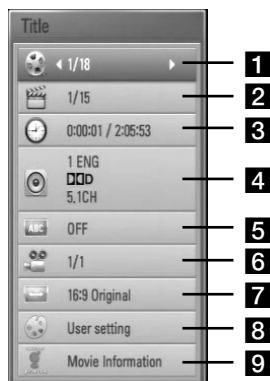 Title
1/18
1
1/15
2
0:00:01 / 2:05:53
3
1 ENG
D
5.1CH
4
ABC
OFF
5
1/1
6
16:9 Original
7
User setting
8
Movie Information
9